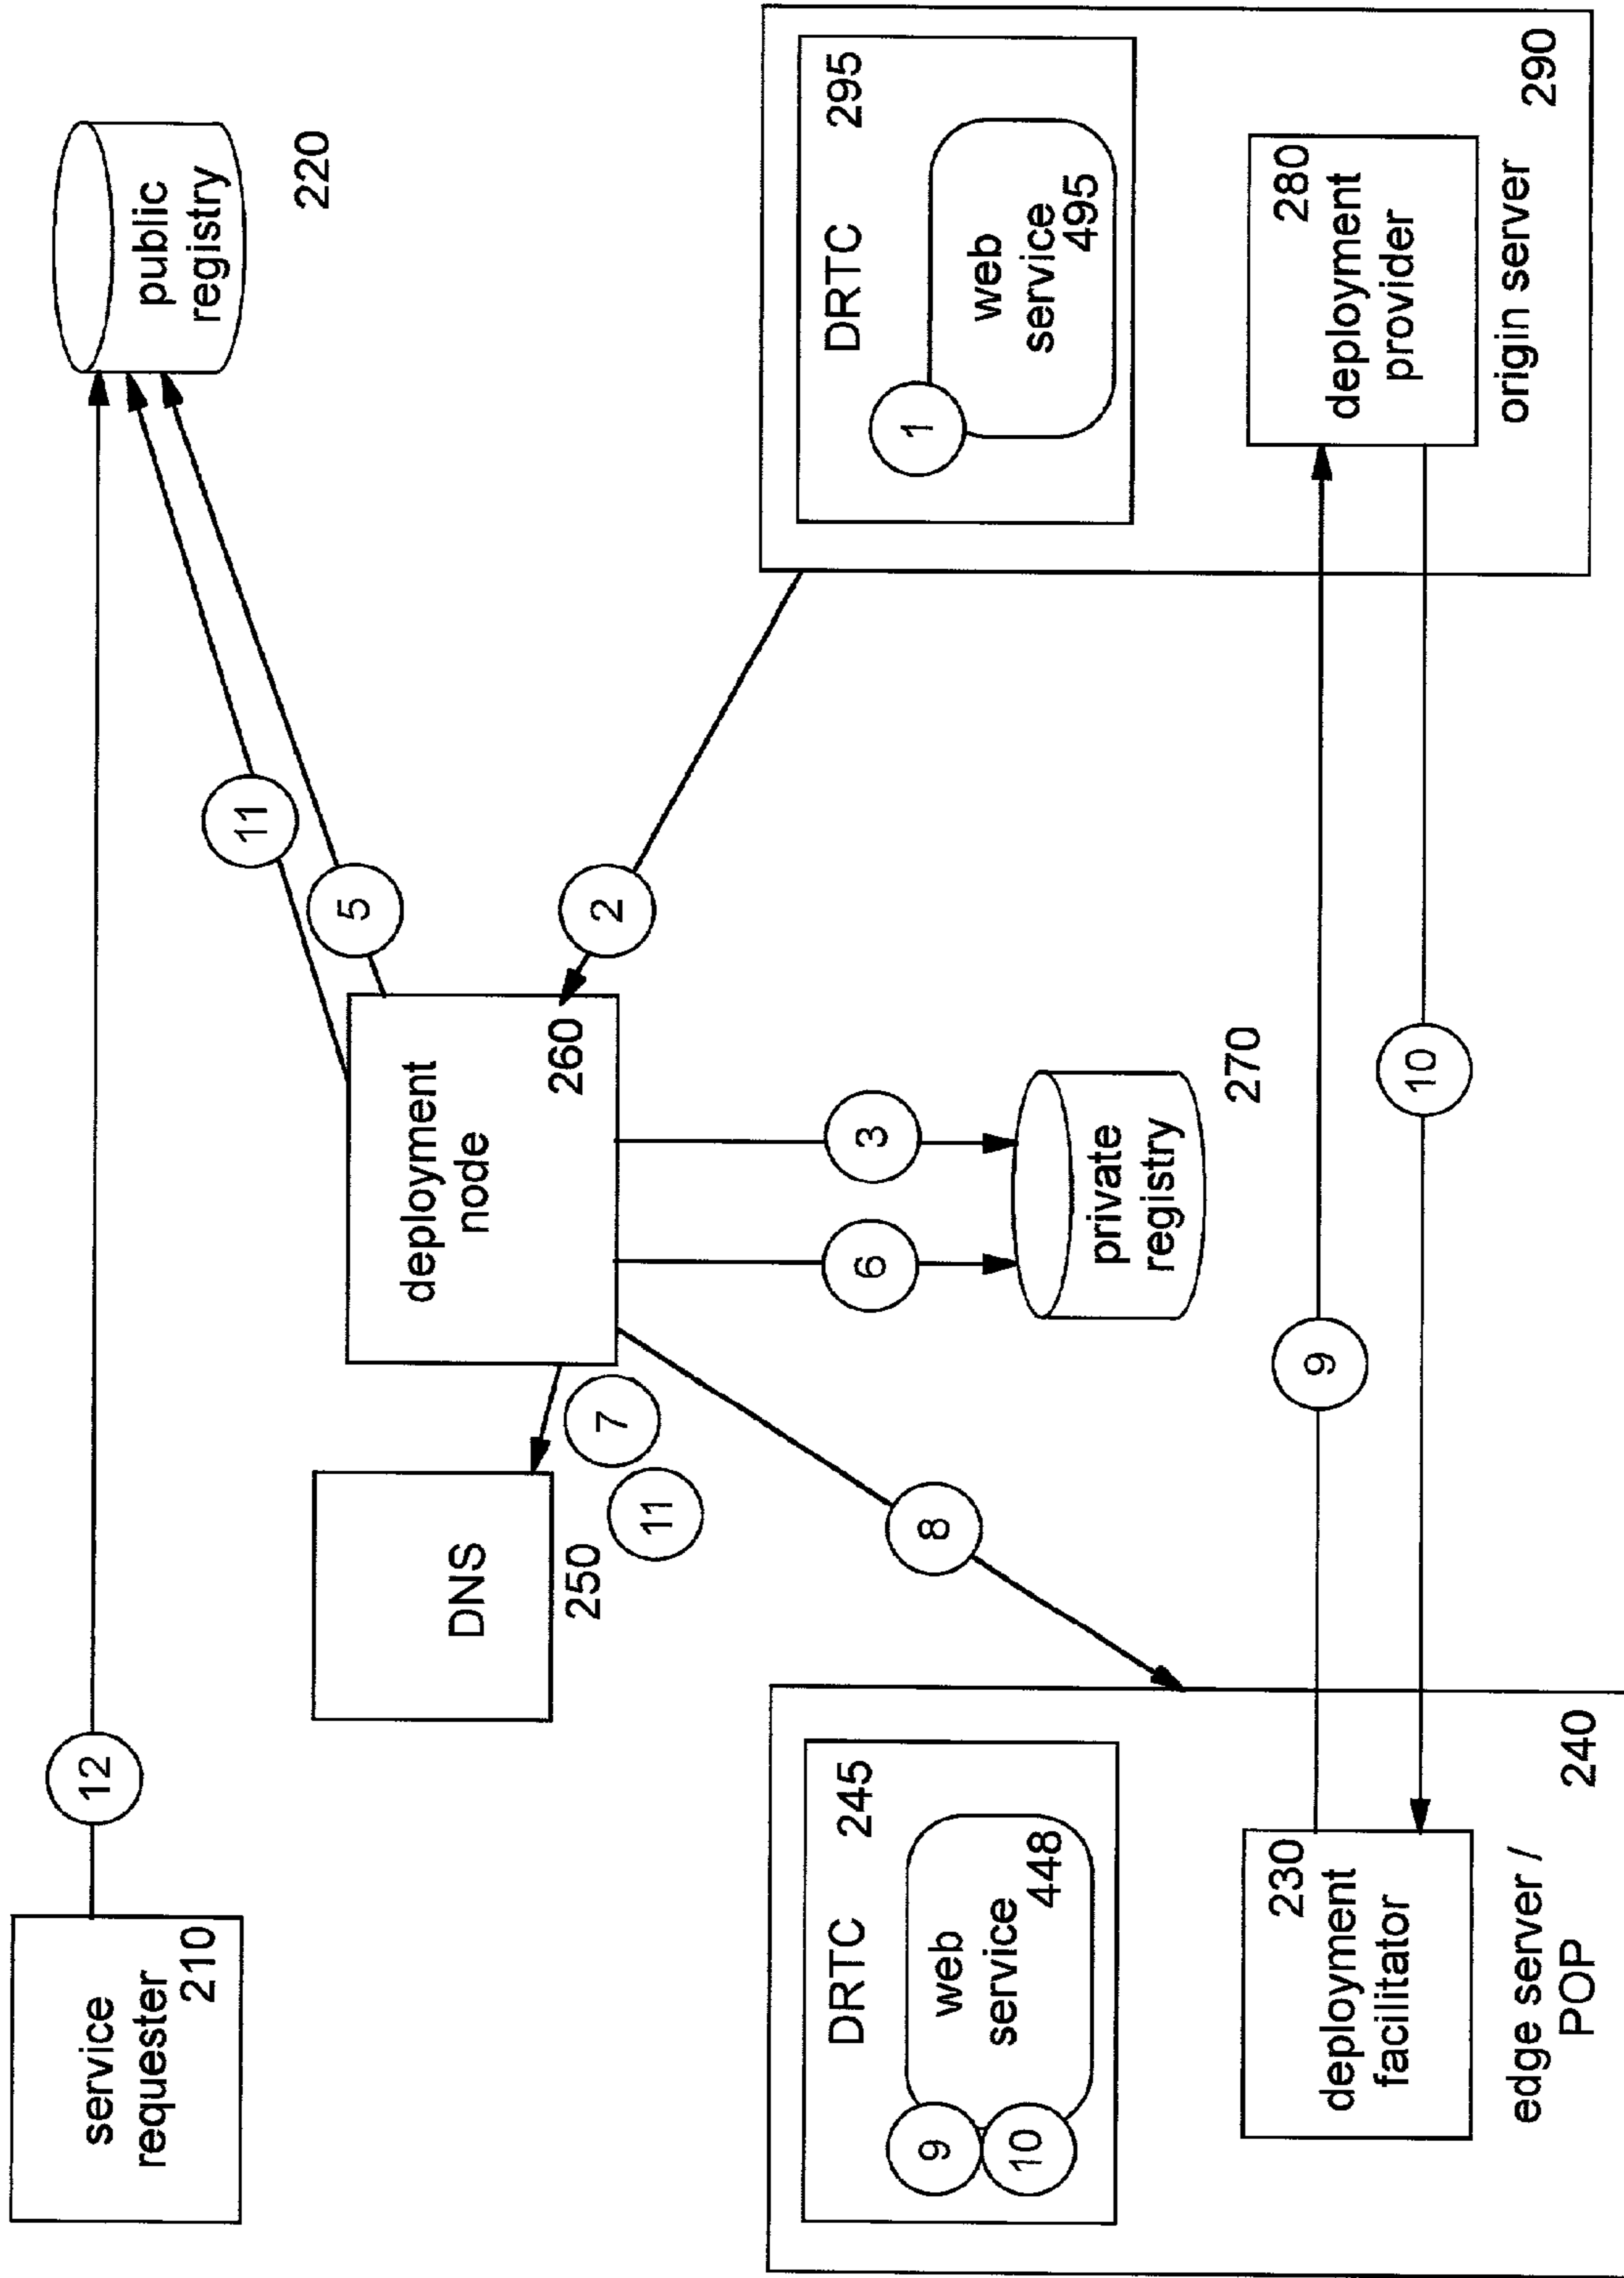 service
requester
210
12
public
registry
220
11
5
DNS
250
7
11
deployment
node
260
2
8
6
3
private
registry
270
DRTC
245
web
service
448
9
10
230
deployment
facilitator
edge server /
POP
240
9
10
DRTC
295
1
web
service
495
280
deployment
provider
origin server
290